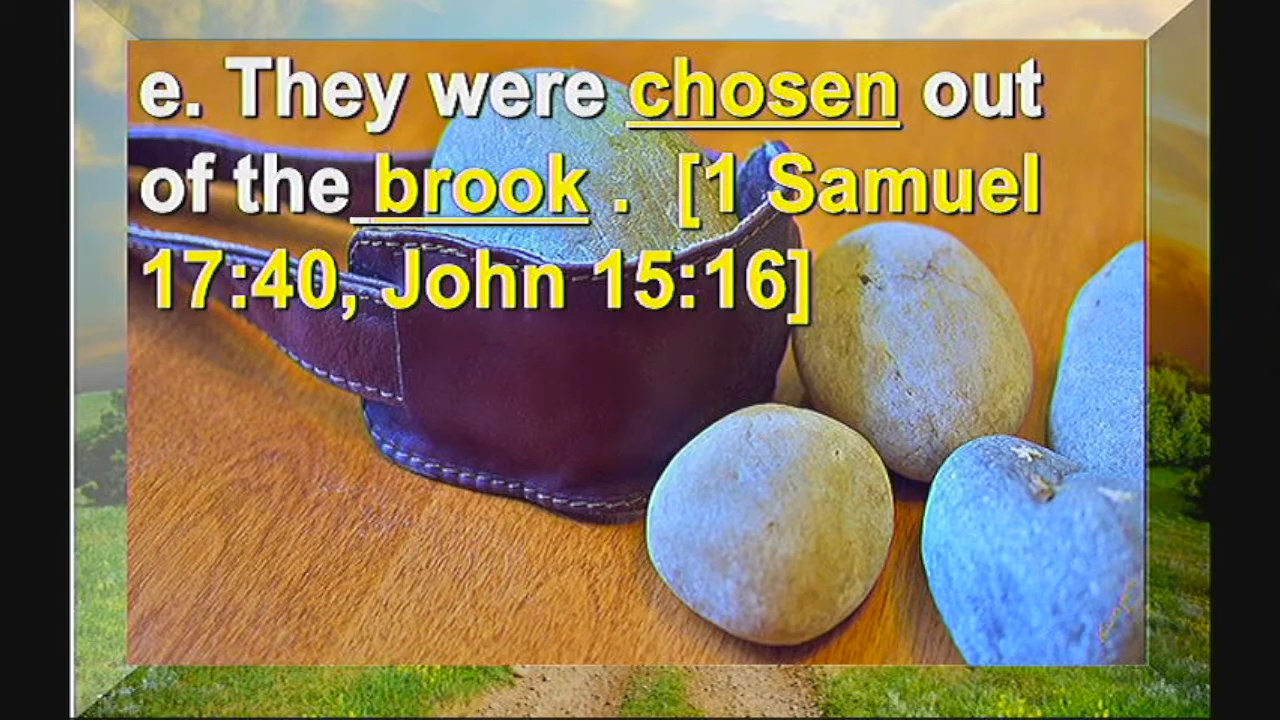 e. They were chosen out
of the brook . [1 Samuel
17:40, John 15:16]